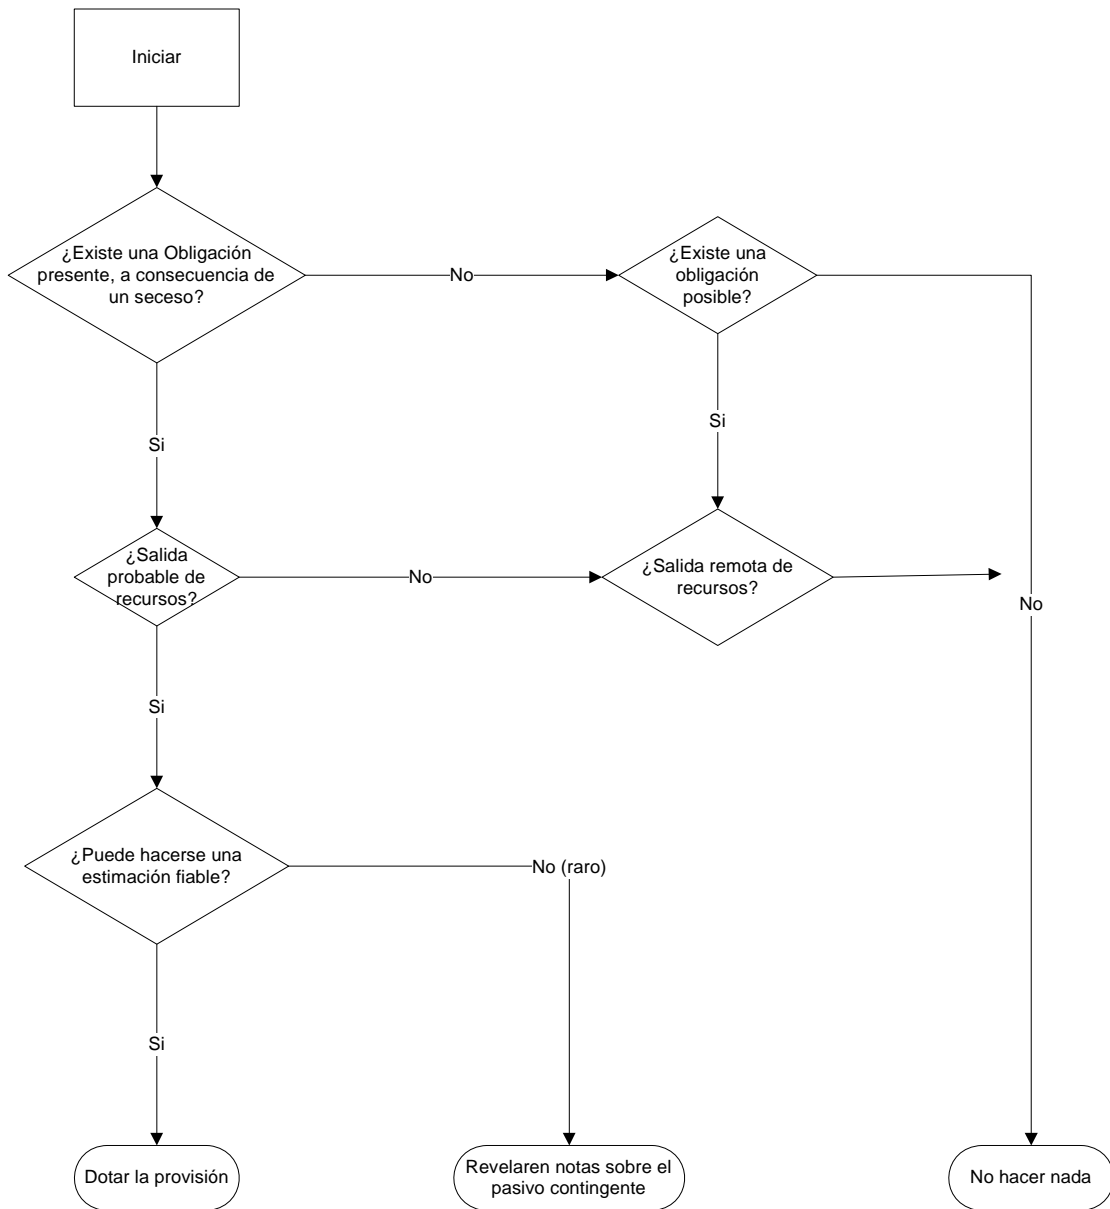 Iniciar
¿Existe una Obligación
presente, a consecuencia de
un seceso?
No
¿Existe una
obligación
posible?
Si
Si
¿Salida
probable de
recursos?
No
¿Salida remota de
recursos?
No
Si
¿Puede hacerse una
estimación fiable?
No (raro)
Si
Dotar la provisión
Revelaren notas sobre el
pasivo contingente
No hacer nada